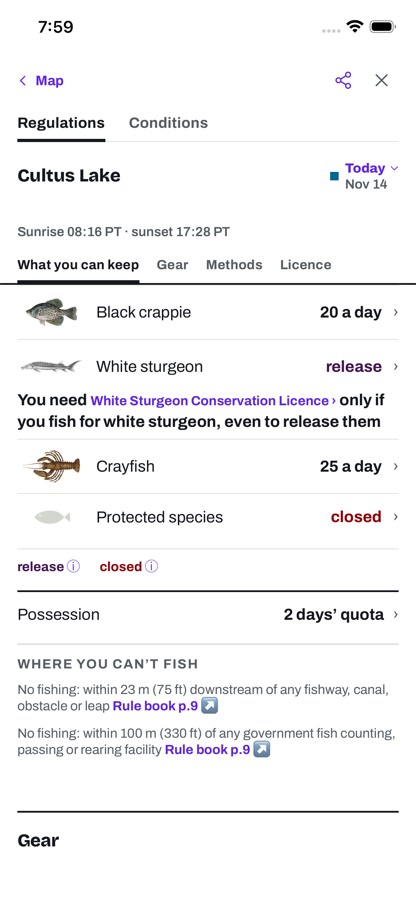 7:59
Map
Regulations Conditions
Cultus Lake
Today
Nov 14
Sunrise 08:16 PT · sunset 17:28 PT
What you can keep Gear Methods Licence
Black crappie 20 a day ›
White sturgeon release ›
You need White Sturgeon Conservation Licence › only if
you fish for white sturgeon, even to release them
Crayfish 25 a day ›
Protected species closed ›
release ⓘ closed ⓘ
Possession 2 days’ quota ›
WHERE YOU CAN’T FISH
No fishing: within 23 m (75 ft) downstream of any fishway, canal,
obstacle or leap Rule book p.9 ↗
No fishing: within 100 m (330 ft) of any government fish counting,
passing or rearing facility Rule book p.9 ↗
Gear